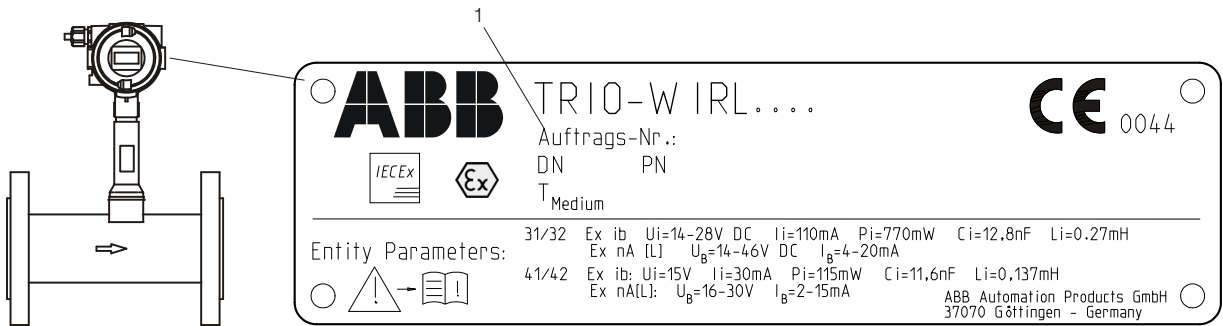 1
ABB
TRIO-WIRL....
CE 0044
Auftrags-Nr.:
IECEx
Ex
DN PN
T Medium
Entity Parameters:
31/32 Ex ib Ui=14-28V DC Ii=110mA Pi=770mW Ci=12,8nF Li=0.27mH
Ex nA [L] UB=14-46V DC IB=4-20mA
41/42 Ex ib: Ui=15V Ii=30mA Pi=115mW Ci=11,6nF Li=0,137mH
Ex nA[L]: UB=16-30V IB=2-15mA
!
!
ABB Automation Products GmbH
37070 Göttingen - Germany